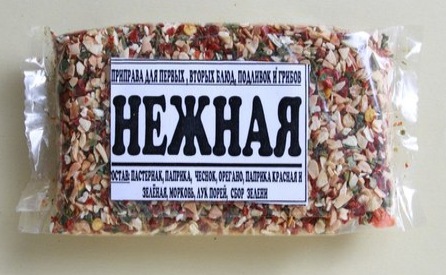 ПРИПРАВА ДЛЯ ПЕРВЫХ , ВТОРЫХ БЛЮД, ПОДЛИВОК И ГРИБОВ
НЕЖНАЯ
ОСТАВ: ПАСТЕРНАК, ПАПРИКА, ЧЕСНОК, ОРЕГАНО, ПАПРИКА КРАСНАЯ И
ЗЕЛЁНАЯ, МОРКОВЬ, ЛУК ПОРЕЙ, СБОР ЗЕЛЕНИ